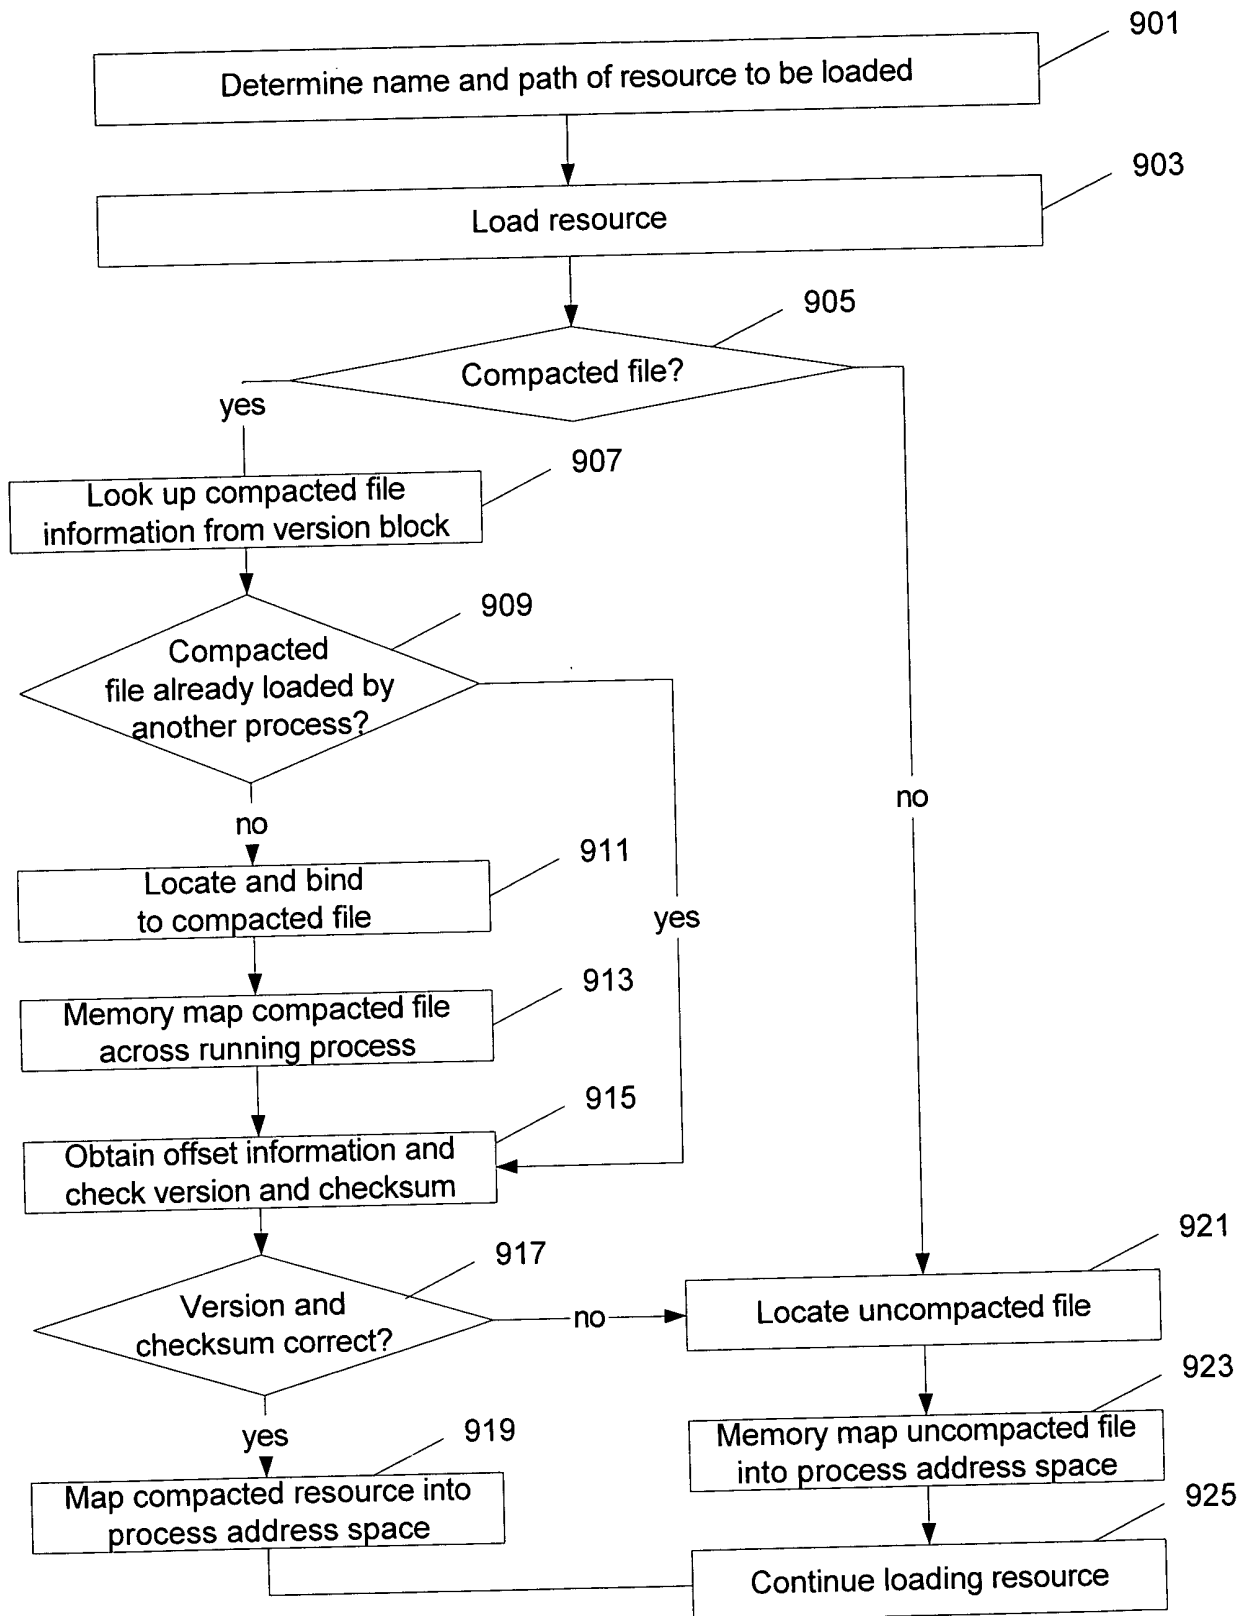 901
Determine name and path of resource to be loaded
903
Load resource
905
Compacted file?
yes
907
Look up compacted file
information from version block
909
Compacted
file already loaded by
another process?
no
no
911
Locate and bind
to compacted file
yes
913
Memory map compacted file
across running process
915
Obtain offset information and
check version and checksum
917
921
Version and
checksum correct?
no
Locate uncompacted file
923
yes
919
Memory map uncompacted file
into process address space
Map compacted resource into
process address space
925
Continue loading resource